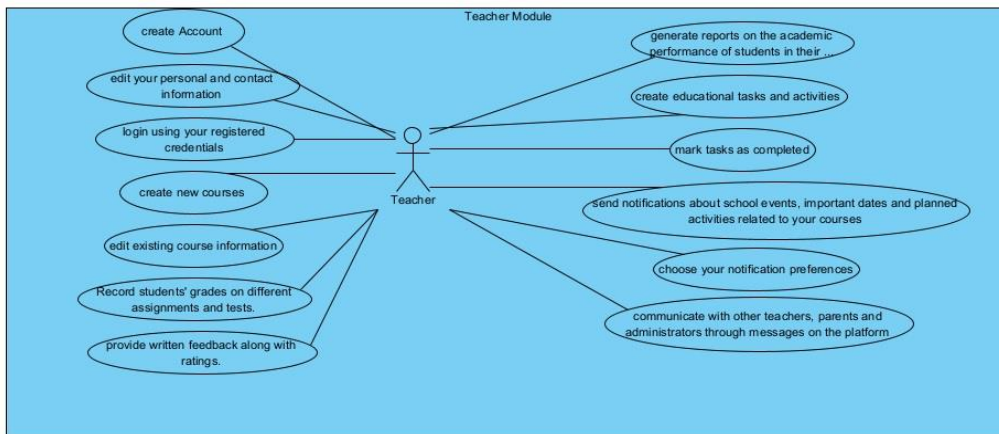 Teacher Module
create Account
edit your personal and contact
information
login using your registered
credentials
create new courses
edit existing course information
Record students' grades on different
assignments and tests.
provide written feedback along with
ratings.
Teacher
generate reports on the academic
performance of students in their ...
create educational tasks and activities
mark tasks as completed
send notifications about school events, important dates and planned
activities related to your courses
choose your notification preferences
communicate with other teachers, parents and
administrators through messages on the platform